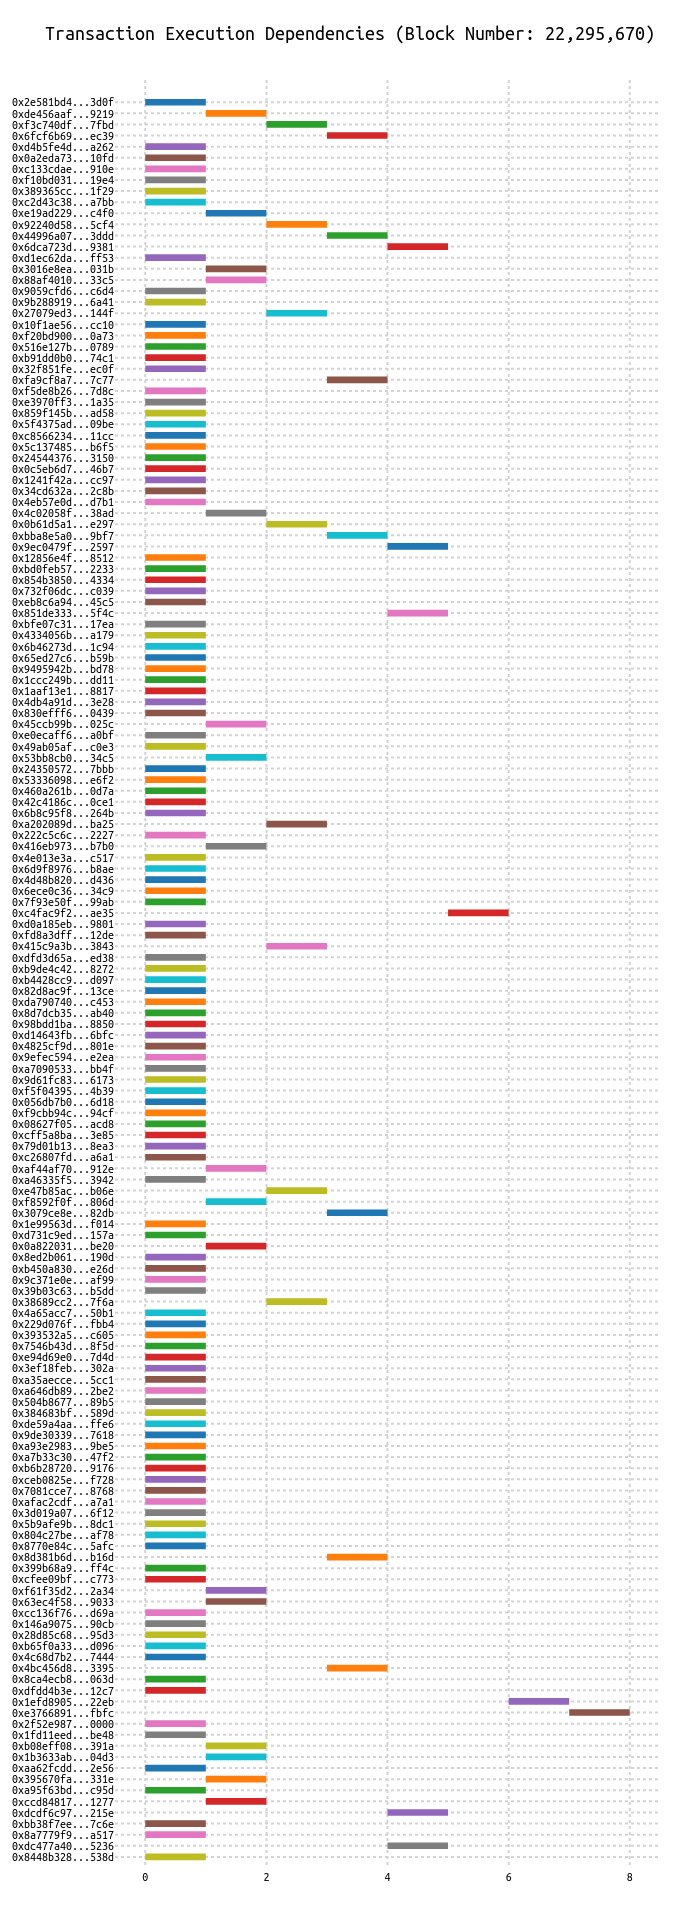 Transaction Execution Dependencies (Block Number: 22,295,670)
0x2e581bd4...3d0f
0xde456aaf...9219
0xf3c740df...7fbd
0x6fcf6b69...ec39
0xd4b5fe4d...a262
0x0a2eda73...10fd
0xc133cdae...910e
0xf10bd031...19e4
0x389365cc...1f29
0xc2d43c38...a7bb
0xe19ad229...c4f0
0x92240d58...5cf4
0x44996a07...3ddd
0x6dca723d...9381
0xd1ec62da...ff53
0x3016e8ea...031b
0x88af4010...33c5
0x9059cfd6...c6d4
0x9b288919...6a41
0x27079ed3...144f
0x10f1ae56...cc10
0xf20bd900...0a73
0x516e127b...0789
0xb91dd0b0...74c1
0x32f851fe...ec0f
0xfa9cf8a7...7c77
0xf5de8b26...7d8c
0xe3970ff3...1a35
0x859f145b...ad58
0x5f4375ad...09be
0xc8566234...11cc
0x5c137485...b6f5
0x24544376...3150
0x0c5eb6d7...46b7
0x1241f42a...cc97
0x34cd632a...2c8b
0x4eb57e0d...d7b1
0x4c02058f...38ad
0x0b61d5a1...e297
0xbba8e5a0...9bf7
0x9ec0479f...2597
0x12856e4f...8512
0xbd0feb57...2233
0x854b3850...4334
0x732f06dc...c039
0xeb8c6a94...45c5
0x851de333...5f4c
0xbfe07c31...17ea
0x4334056b...a179
0x6b46273d...1c94
0x65ed27c6...b59b
0x9495942b...bd78
0x1ccc249b...dd11
0x1aaf13e1...8817
0x4db4a91d...3e28
0x830efff6...0439
0x45ccb99b...025c
0xe0ecaff6...a0bf
0x49ab05af...c0e3
0x53bb8cb0...34c5
0x24350572...7bbb
0x53336098...e6f2
0x460a261b...0d7a
0x42c4186c...0ce1
0x6b8c95f8...264b
0xa202089d...ba25
0x222c5c6c...2227
0x416eb973...b7b0
0x4e013e3a...c517
0x6d9f8976...b8ae
0x4d48b820...d436
0x6ece0c36...34c9
0x7f93e50f...99ab
0xc4fac9f2...ae35
0xd0a185eb...9801
0xfd8a3dff...12de
0x415c9a3b...3843
0xdfd3d65a...ed38
0xb9de4c42...8272
0xb4428cc9...d097
0x82d8ac9f...13ce
0xda790740...c453
0x8d7dcb35...ab40
0x98bdd1ba...8850
0xd14643fb...6bfc
0x4825cf9d...801e
0x9efec594...e2ea
0xa7090533...bb4f
0x9d61fc83...6173
0xf5f04395...4b39
0x056db7b0...6d18
0xf9cbb94c...94cf
0x08627f05...acd8
0xcff5a8ba...3e85
0x79d01b13...8ea3
0xc26807fd...a6a1
0xaf44af70...912e
0xa46335f5...3942
0xe47b85ac...b06e
0xf8592f0f...806d
0x3079ce8e...82db
0x1e99563d...f014
0xd731c9ed...157a
0x0a822031...be20
0x8ed2b061...190d
0xb450a830...e26d
0x9c371e0e...af99
0x39b03c63...b5dd
0x38689cc2...7f6a
0x4a65acc7...50b1
0x229d076f...fbb4
0x393532a5...c605
0x7546b43d...8f5d
0xe94d69e0...7d4d
0x3ef18feb...302a
0xa35aecce...5cc1
0xa646db89...2be2
0x504b8677...89b5
0x384683bf...589d
0xde59a4aa...ffe6
0x9de30339...7618
0xa93e2983...9be5
0xa7b33c30...47f2
0xb6b28720...9176
0xceb0825e...f728
0x7081cce7...8768
0xafac2cdf...a7a1
0x3d019a07...6f12
0x5b9afe9b...8dc1
0x804c27be...af78
0x8770e84c...5afc
0x8d381b6d...b16d
0x399b68a9...ff4c
0xcfee09bf...c773
0xf61f35d2...2a34
0x63ec4f58...9033
0xcc136f76...d69a
0x146a9075...90cb
0x28d85c68...95d3
0xb65f0a33...d096
0x4c68d7b2...7444
0x4bc456d8...3395
0x8ca4ecb8...063d
0xdfdd4b3e...12c7
0x1efd8905...22eb
0xe3766891...fbfc
0x2f52e987...0000
0x1fd11eed...be48
0xb08eff08...391a
0x1b3633ab...04d3
0xaa62fcdd...2e56
0x395670fa...331e
0xa95f63bd...c95d
0xccd84817...1277
0xdcdf6c97...215e
0xbb38f7ee...7c6e
0x8a7779f9...a517
0xdc477a40...5236
0x8448b328...538d
0 2 4 6 8